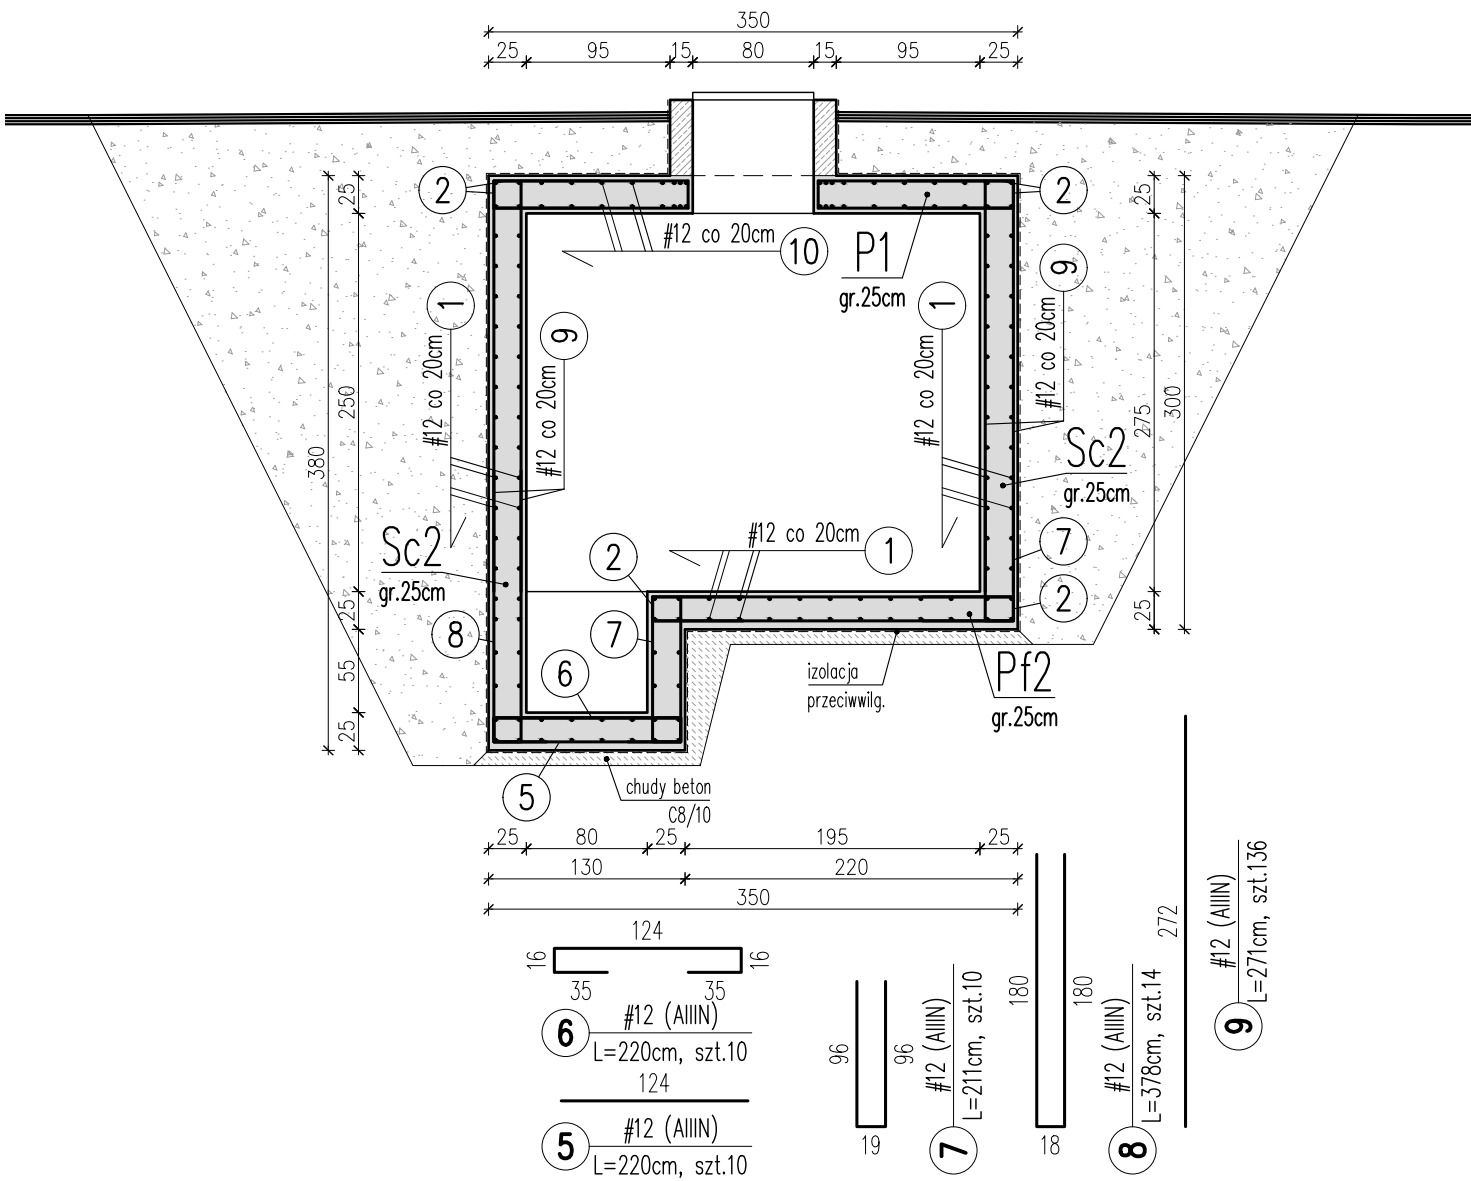 350
25 95 15 80 15 95 25
2
2
25
25
#12 co 20cm
10
P1
gr.25cm
9
#12 co 20cm
1
#12 co 20cm
9
#12 co 20cm
1
#12 co 20cm
250
380
275
300
Sc2
gr.25cm
Sc2
gr.25cm
#12 co 20cm
1
2
7
2
25
25
8
7
6
55
25
izolacja
przeciwwilg.
Pf2
gr.25cm
5
chudy beton
C8/10
25 80 25 195 25
130 220
350
124
16
16
35 35
6
#12 (AIIIN)
L=220cm, szt.10
124
5
#12 (AIIIN)
L=220cm, szt.10
96
96
19
7
#12 (AIIIN)
L=211cm, szt.10
180
180
18
8
#12 (AIIIN)
L=378cm, szt.14
272
9
#12 (AIIIN)
L=271cm, szt.136